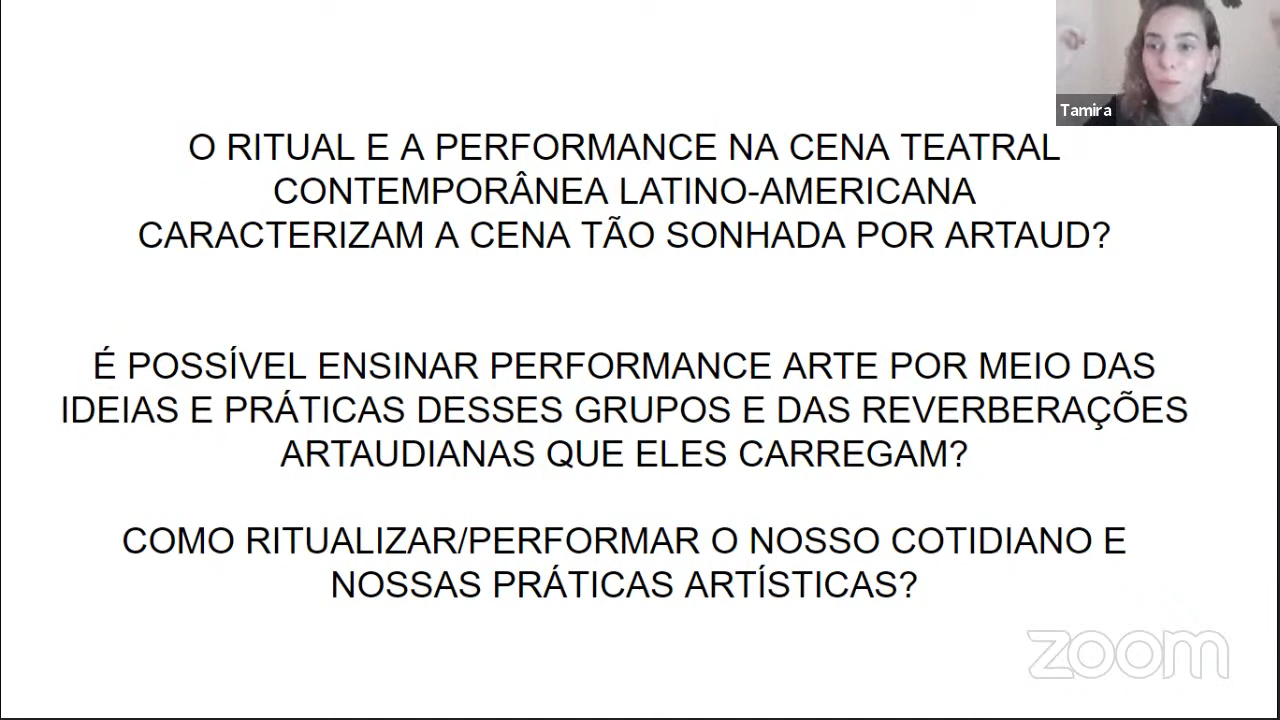 Tamira
O RITUAL E A PERFORMANCE NA CENA TEATRAL
CONTEMPORÂNEA LATINO-AMERICANA
CARACTERIZAM A CENA TÃO SONHADA POR ARTAUD?
É POSSÍVEL ENSINAR PERFORMANCE ARTE POR MEIO DAS
IDEIAS E PRÁTICAS DESSES GRUPOS E DAS REVERBERAÇÕES
ARTAUDIANAS QUE ELES CARREGAM?
COMO RITUALIZAR/PERFORMAR O NOSSO COTIDIANO E
NOSSAS PRÁTICAS ARTÍSTICAS?
zoom